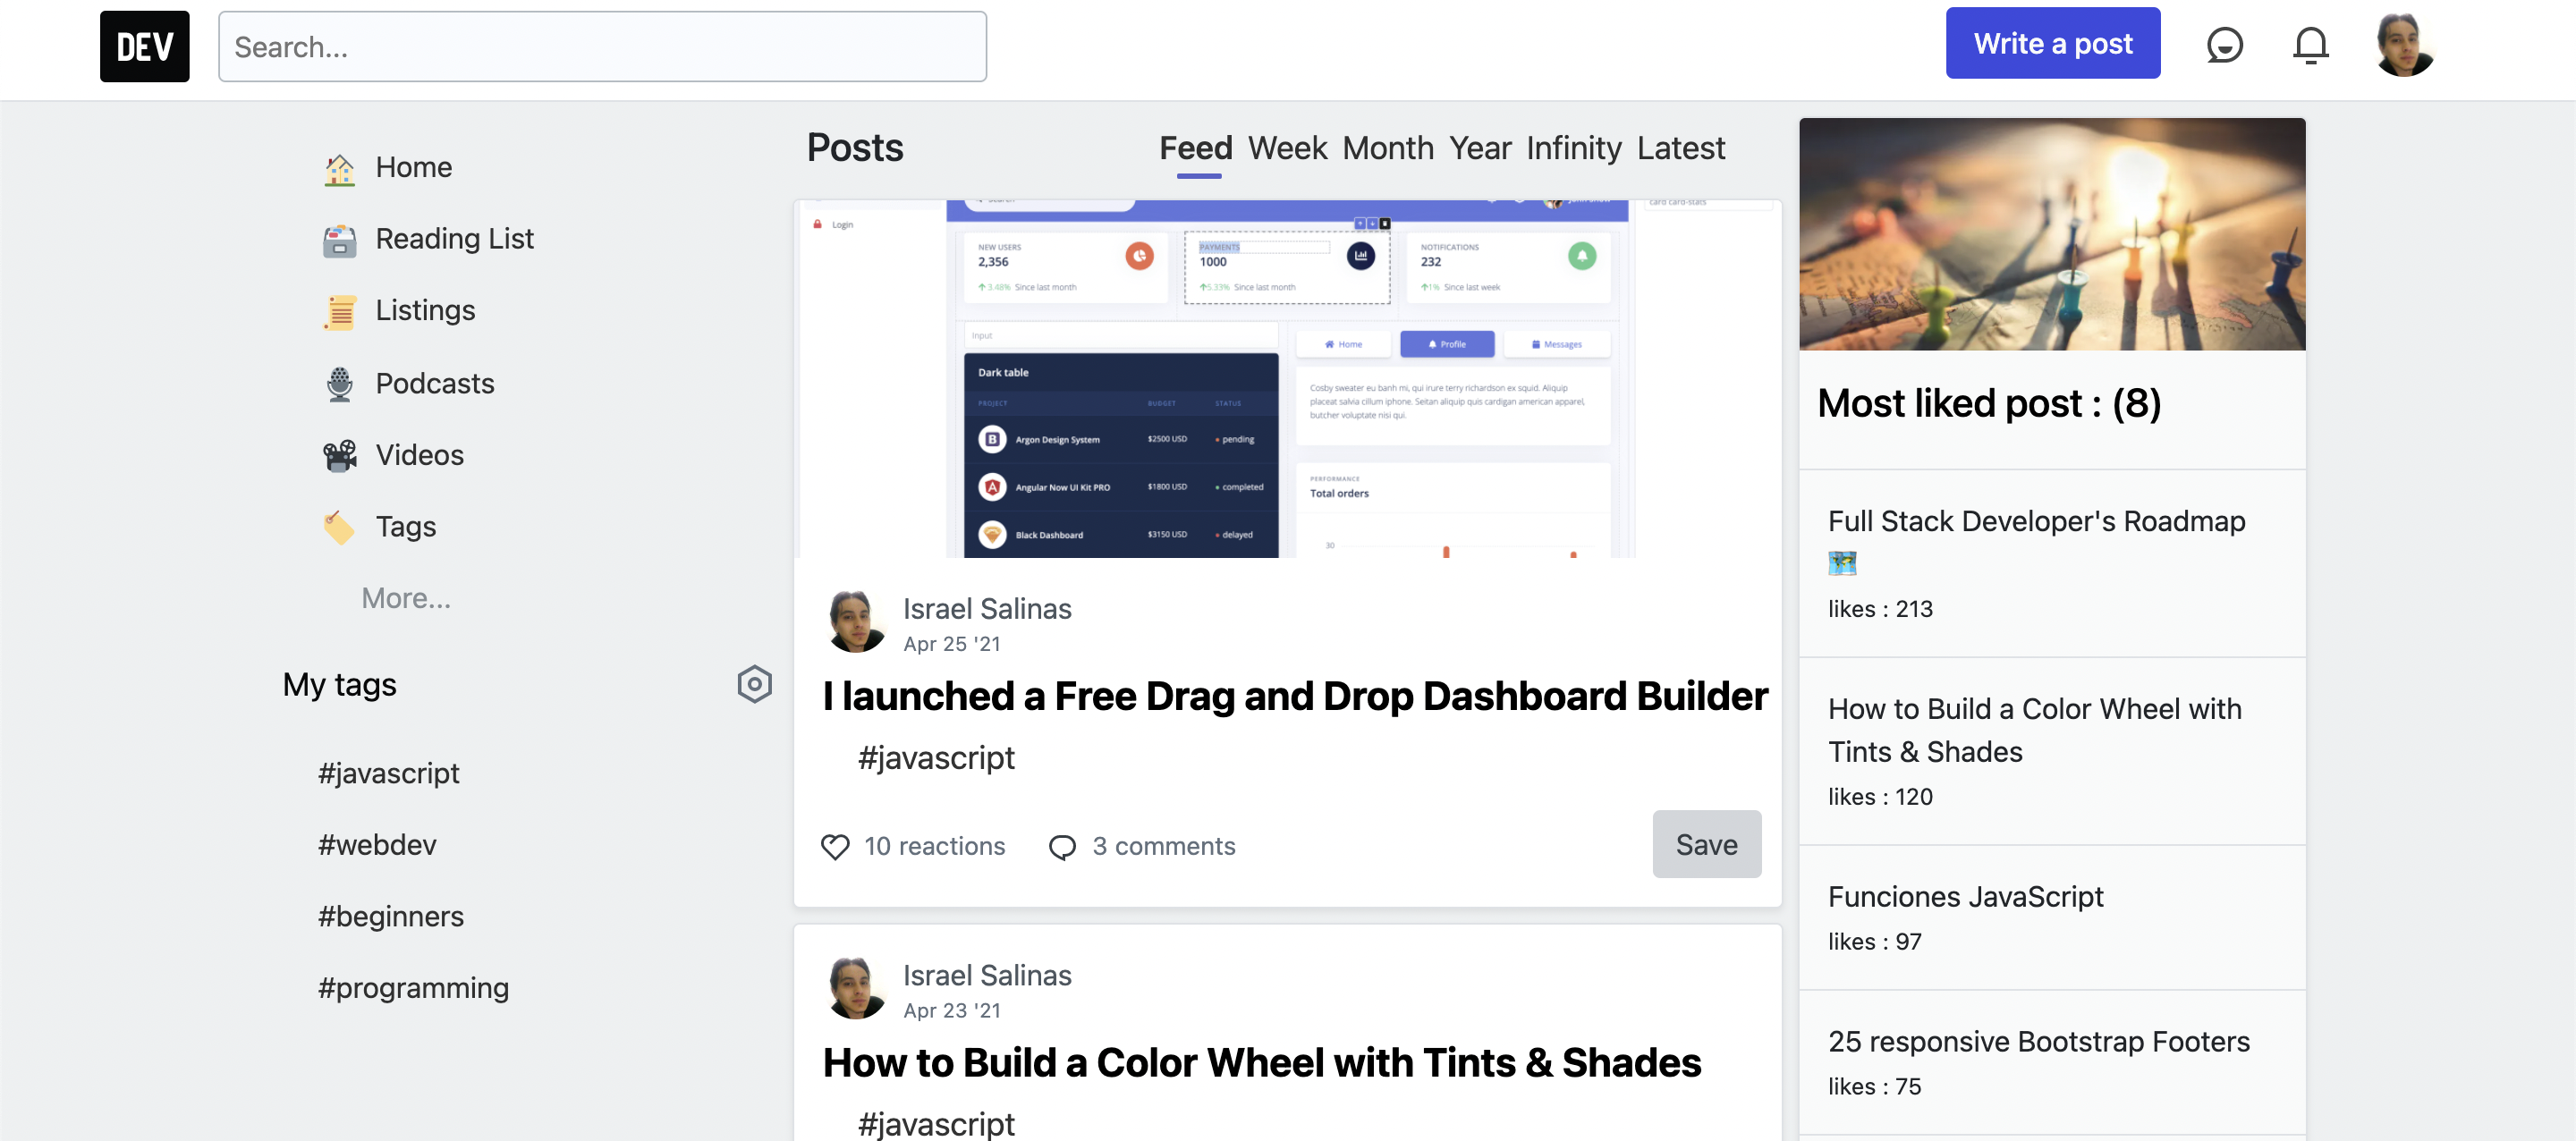 DEV
Search...
Write a post
Home
Reading List
Listings
Podcasts
Videos
Tags
More...
My tags
#javascript
#webdev
#beginners
#programming
Posts
Feed Week Month Year Infinity Latest
card card-stats
Login
NEW USERS
2,356
3.48% Since last month
PAYMENTS
1000
5.33% Since last month
NOTIFICATIONS
232
1% Since last week
Input
Dark table
PROJECT BUDGET STATUS
Argon Design System $2500 USD pending
Angular Now UI Kit PRO $1800 USD completed
Black Dashboard $3150 USD delayed
Home Profile Messages
Cosby sweater eu banh mi, qui irure terry richardson ex squid. Aliquip
placeat salvia cillum iphone. Seitan aliquip quis cardigan american apparel,
butcher voluptate nisi qui.
PERFORMANCE
Total orders
30
Israel Salinas
Apr 25 '21
I launched a Free Drag and Drop Dashboard Builder
#javascript
10 reactions 3 comments Save
Israel Salinas
Apr 23 '21
How to Build a Color Wheel with Tints & Shades
#javascript
Most liked post : (8)
Full Stack Developer's Roadmap
🗺️
likes : 213
How to Build a Color Wheel with
Tints & Shades
likes : 120
Funciones JavaScript
likes : 97
25 responsive Bootstrap Footers
likes : 75